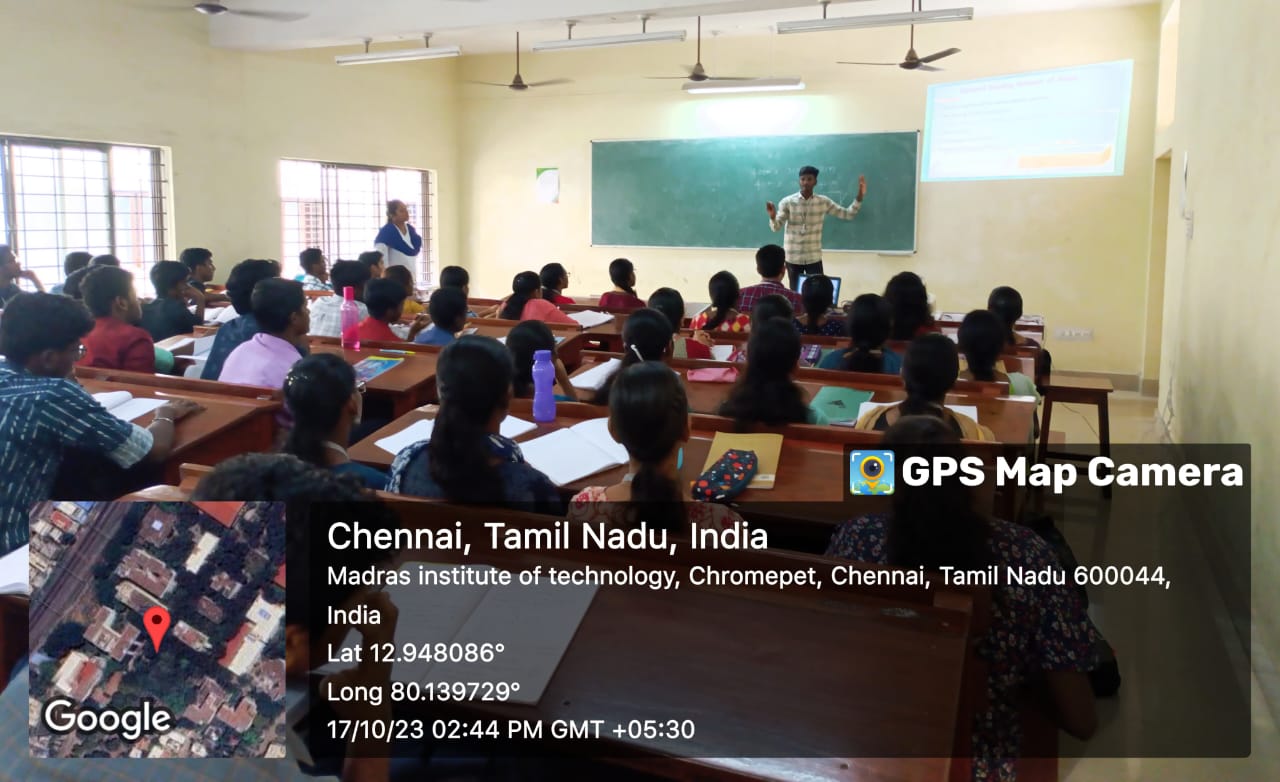 GPS Map Camera
Chennai, Tamil Nadu, India
Madras institute of technology, Chromepet, Chennai, Tamil Nadu 600044,
India
Lat 12.948086°
Long 80.139729°
17/10/23 02:44 PM GMT +05:30
Google